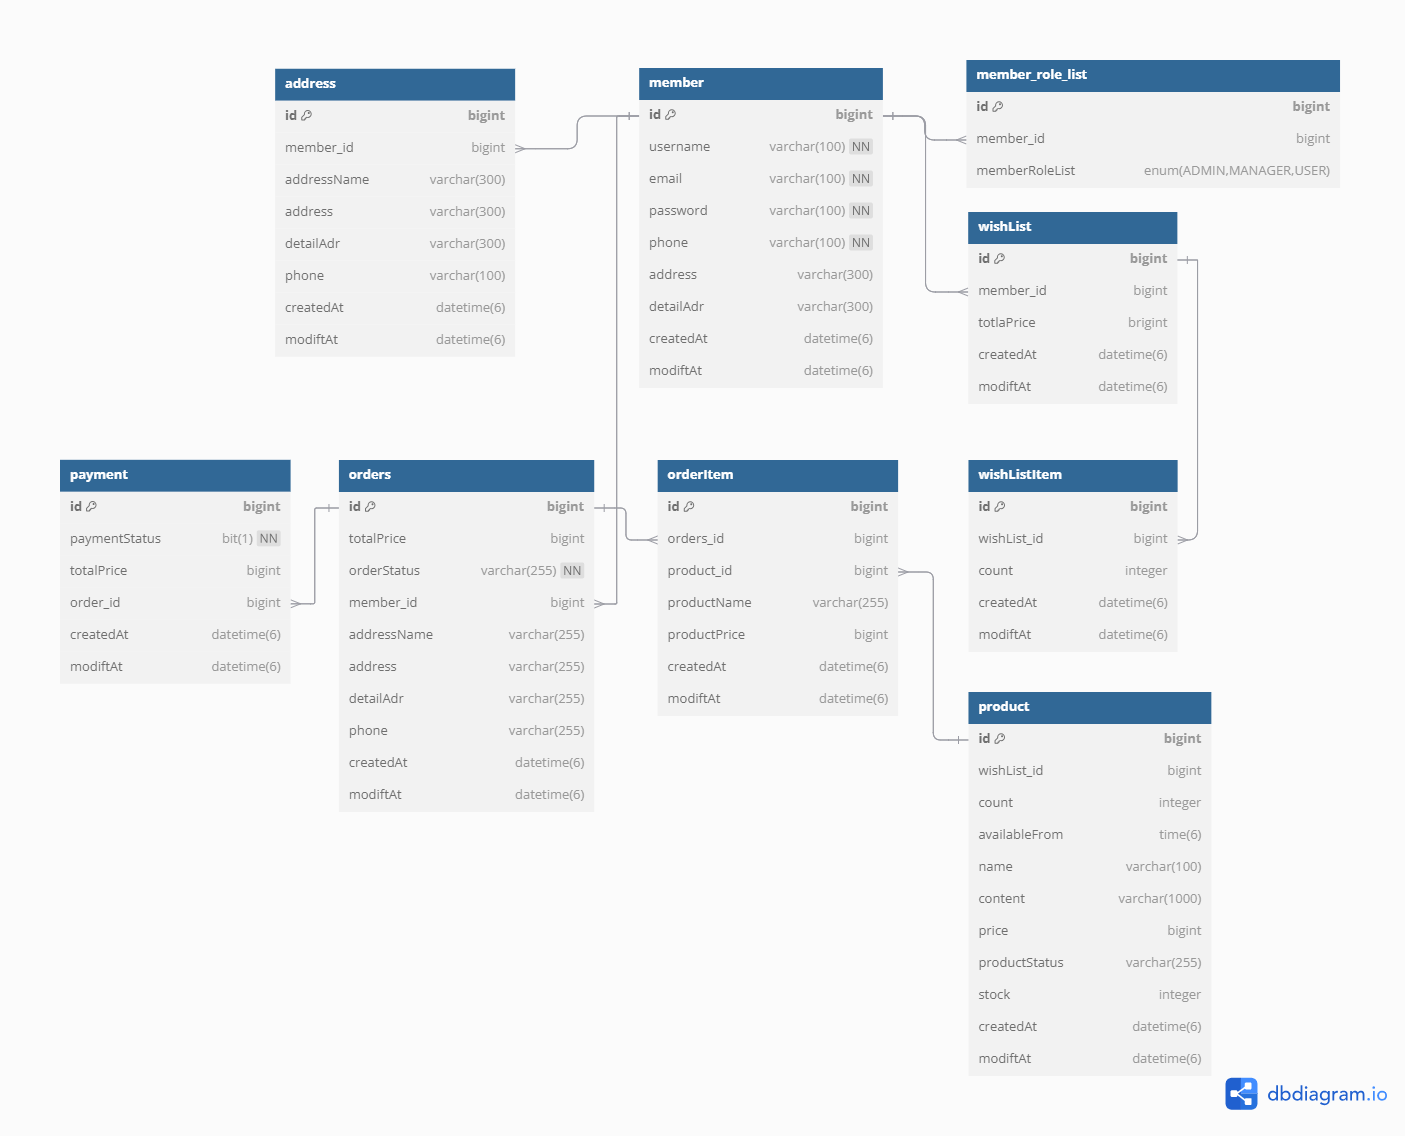 address
id bigint
member_id bigint
addressName varchar(300)
address varchar(300)
detailAdr varchar(300)
phone varchar(100)
createdAt datetime(6)
modiftAt datetime(6)
member
id bigint
username varchar(100) NN
email varchar(100) NN
password varchar(100) NN
phone varchar(100) NN
address varchar(300)
detailAdr varchar(300)
createdAt datetime(6)
modiftAt datetime(6)
member_role_list
id bigint
member_id bigint
memberRoleList enum(ADMIN,MANAGER,USER)
wishList
id bigint
member_id bigint
totlaPrice brigint
createdAt datetime(6)
modiftAt datetime(6)
payment
id bigint
paymentStatus bit(1) NN
totalPrice bigint
order_id bigint
createdAt datetime(6)
modiftAt datetime(6)
orders
id bigint
totalPrice bigint
orderStatus varchar(255) NN
member_id bigint
addressName varchar(255)
address varchar(255)
detailAdr varchar(255)
phone varchar(255)
createdAt datetime(6)
modiftAt datetime(6)
orderItem
id bigint
orders_id bigint
product_id bigint
productName varchar(255)
productPrice bigint
createdAt datetime(6)
modiftAt datetime(6)
wishListItem
id bigint
wishList_id bigint
count integer
createdAt datetime(6)
modiftAt datetime(6)
product
id bigint
wishList_id bigint
count integer
availableFrom time(6)
name varchar(100)
content varchar(1000)
price bigint
productStatus varchar(255)
stock integer
createdAt datetime(6)
modiftAt datetime(6)
dbdiagram.io